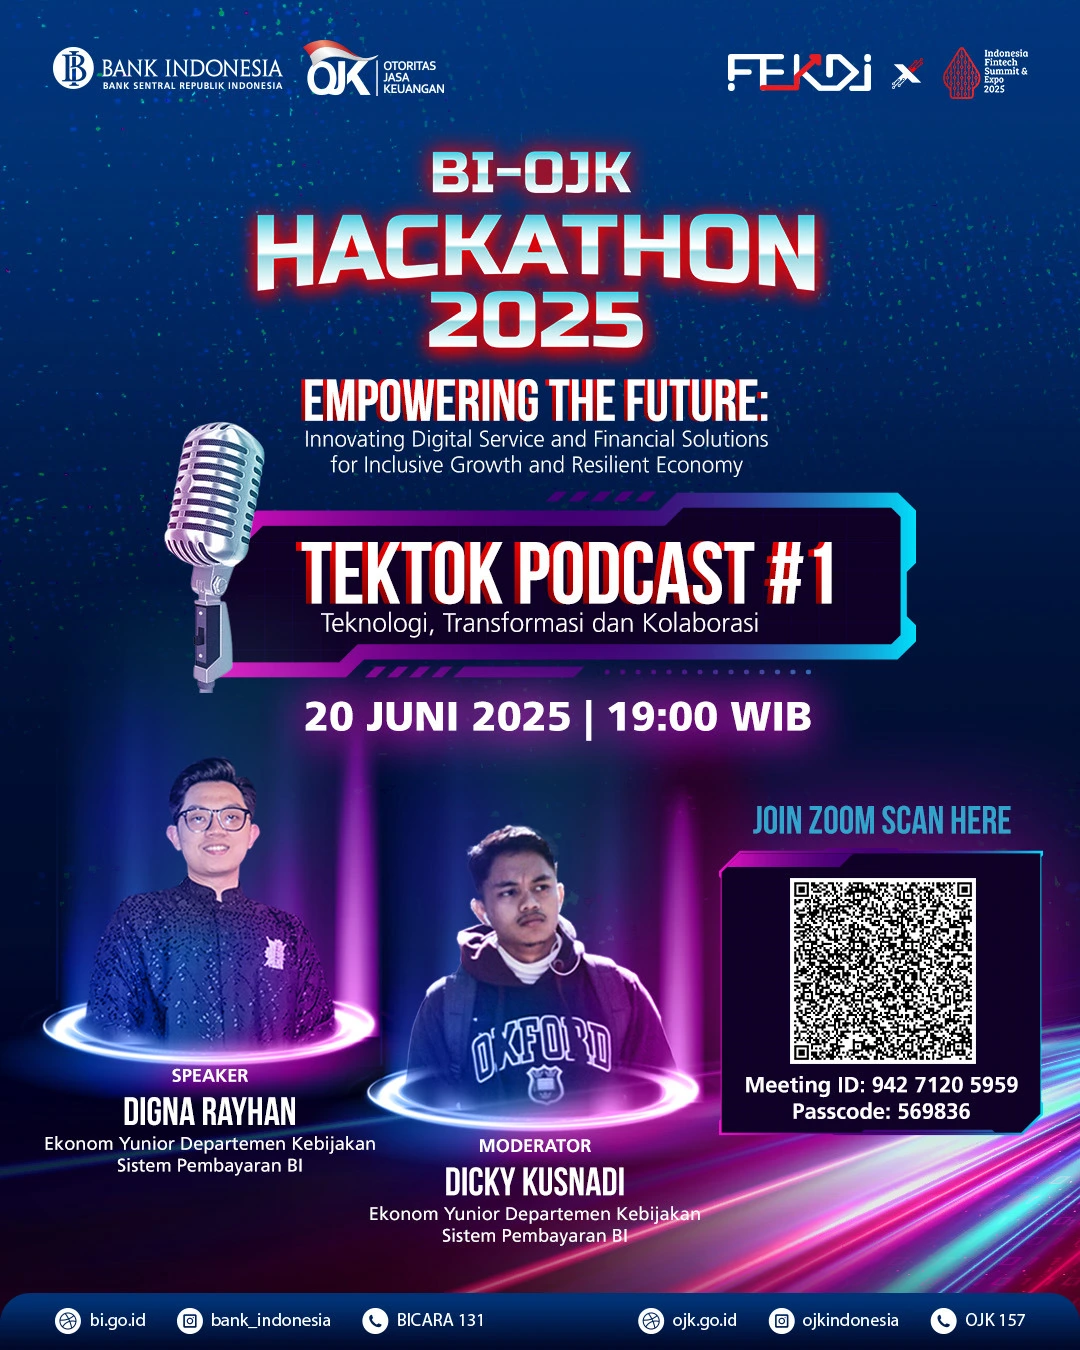 BANK INDONESIA
BANK SENTRAL REPUBLIK INDONESIA
OJK
OTORITAS
JASA
KEUANGAN
FEKDI
X
Indonesia
Fintech
Summit &
Expo
2025
BI-OJK
HACKATHON
2025
EMPOWERING THE FUTURE:
Innovating Digital Service and Financial Solutions
for Inclusive Growth and Resilient Economy
TEKTOK PODCAST #1
Teknologi, Transformasi dan Kolaborasi
20 JUNI 2025 | 19:00 WIB
JOIN ZOOM SCAN HERE
Meeting ID: 942 7120 5959
Passcode: 569836
OXFORD
SPEAKER
DIGNA RAYHAN
Ekonom Yunior Departemen Kebijakan
Sistem Pembayaran BI
MODERATOR
DICKY KUSNADI
Ekonom Yunior Departemen Kebijakan
Sistem Pembayaran BI
bi.go.id
bank_indonesia
BICARA 131
ojk.go.id
ojkindonesia
OJK 157